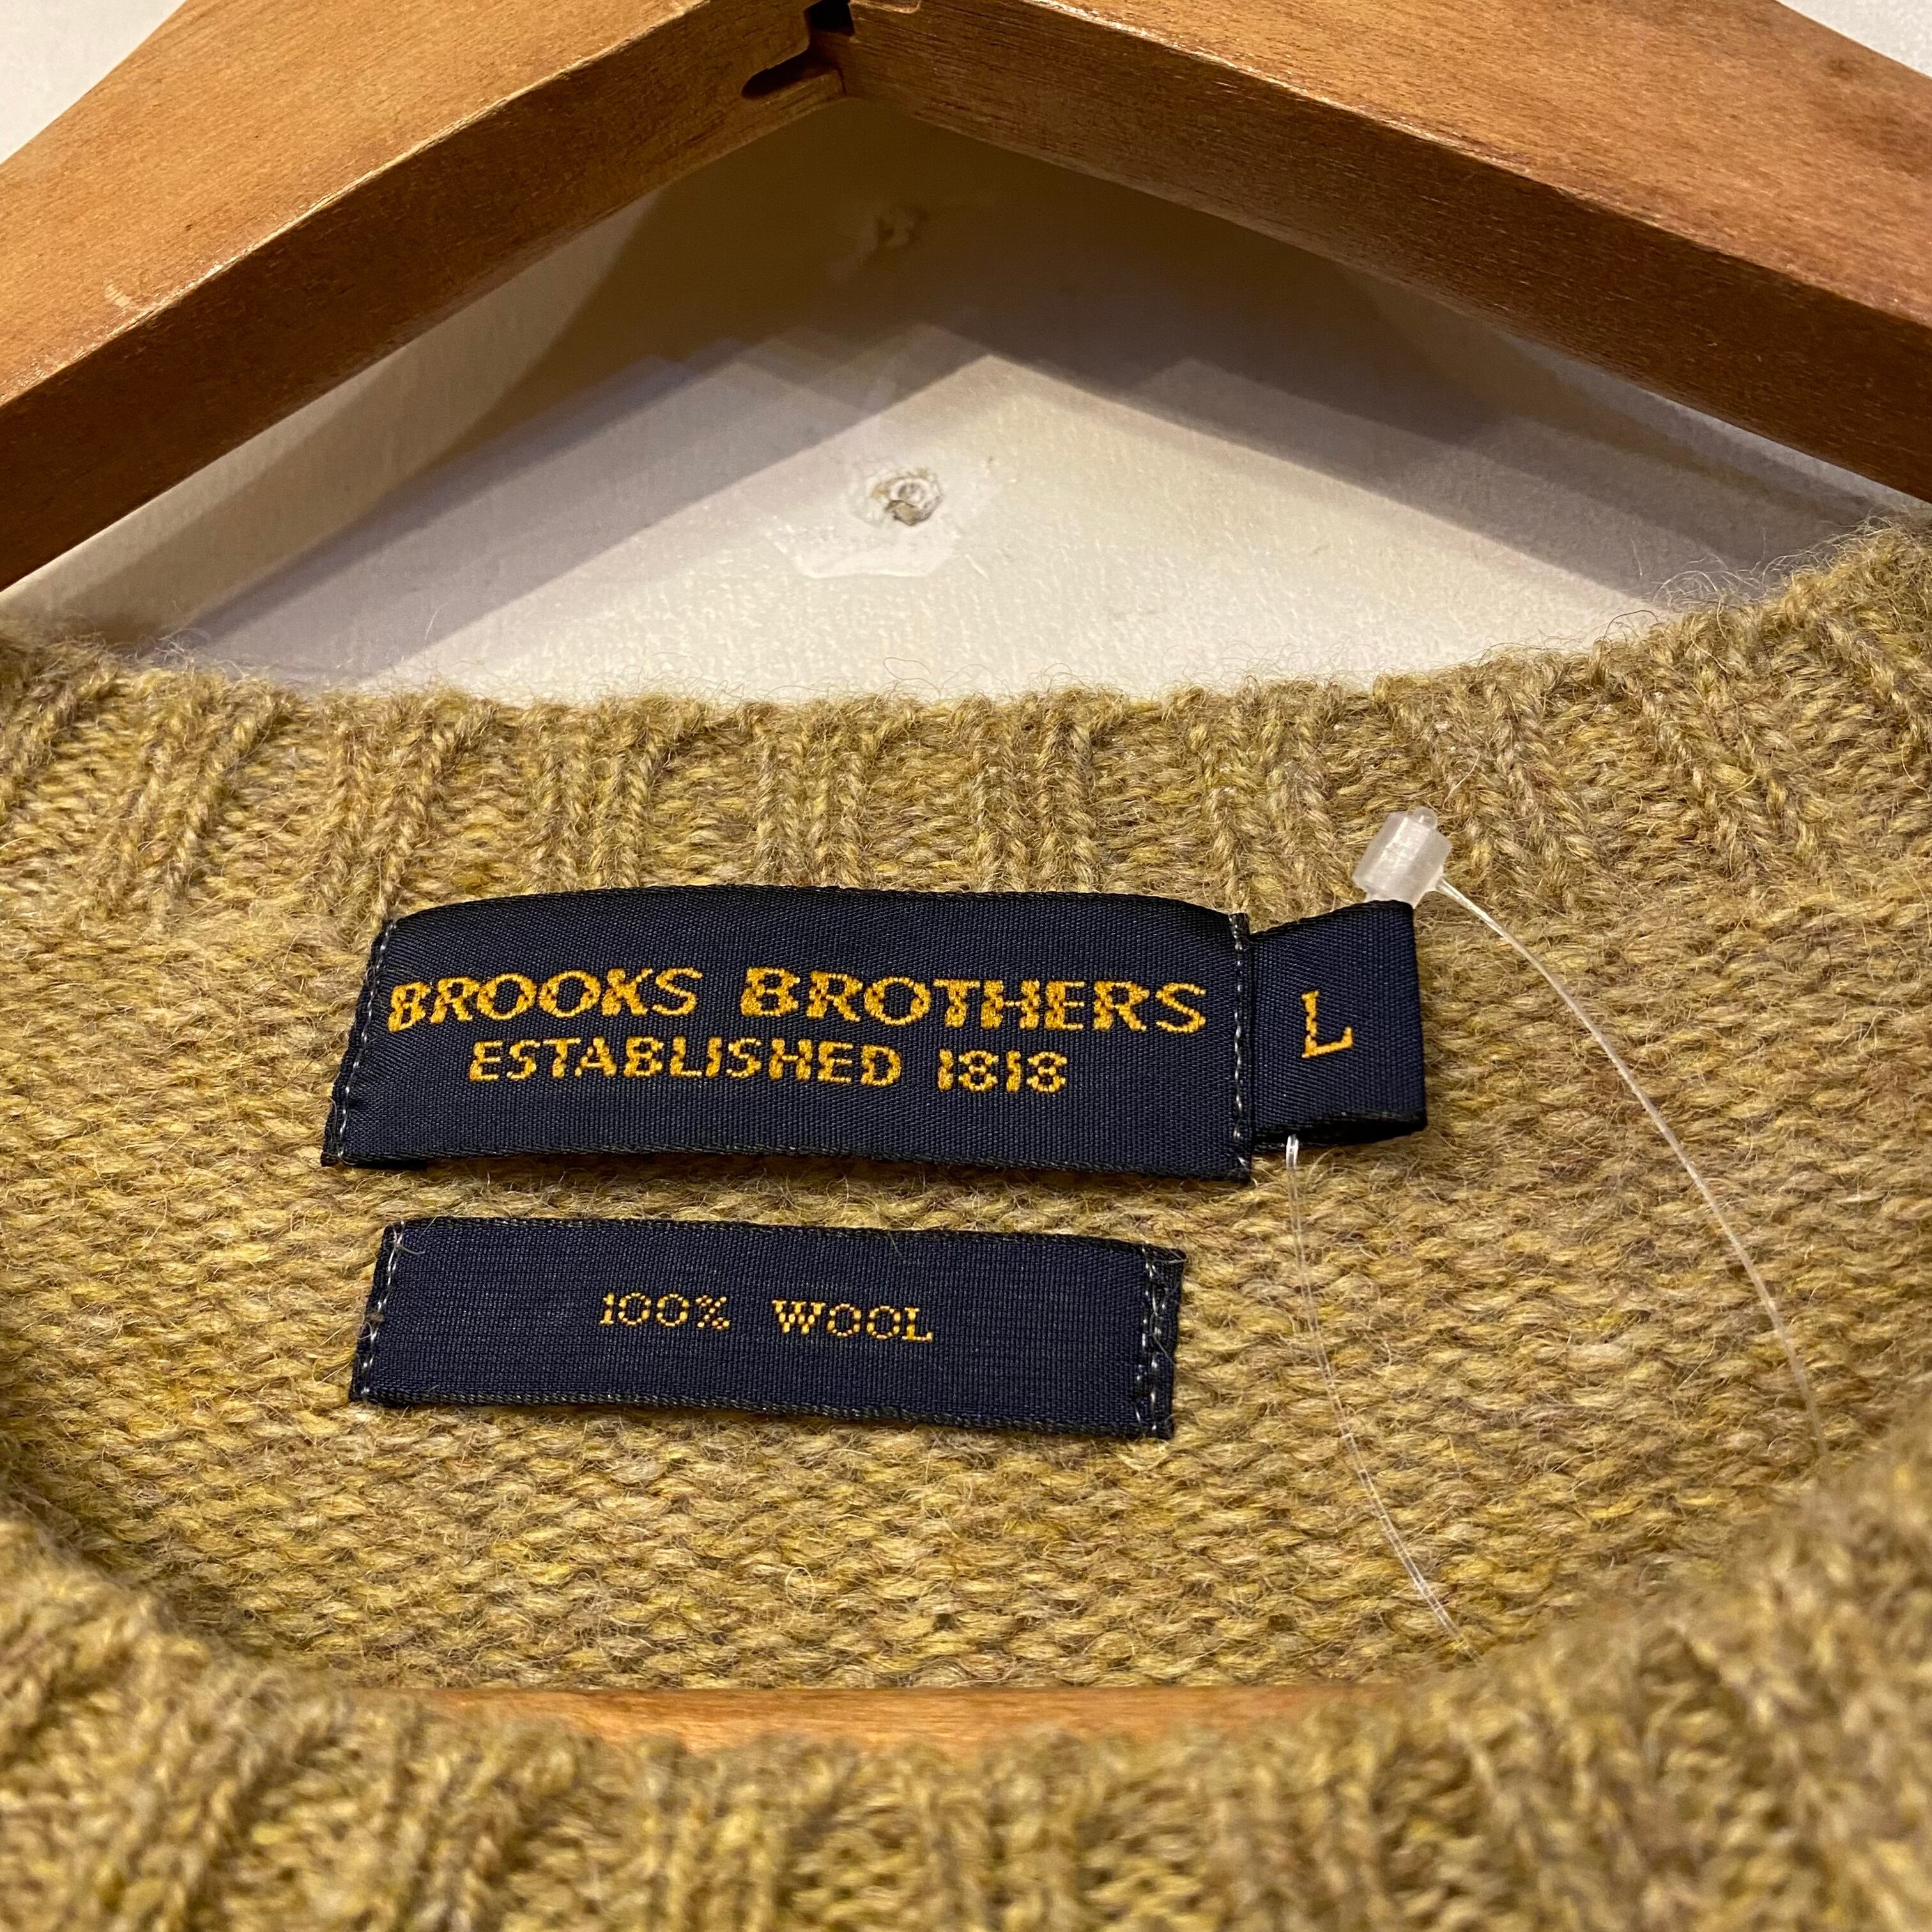 BROOKS BROTHERS
ESTABLISHED 1818
L
100% WOOL